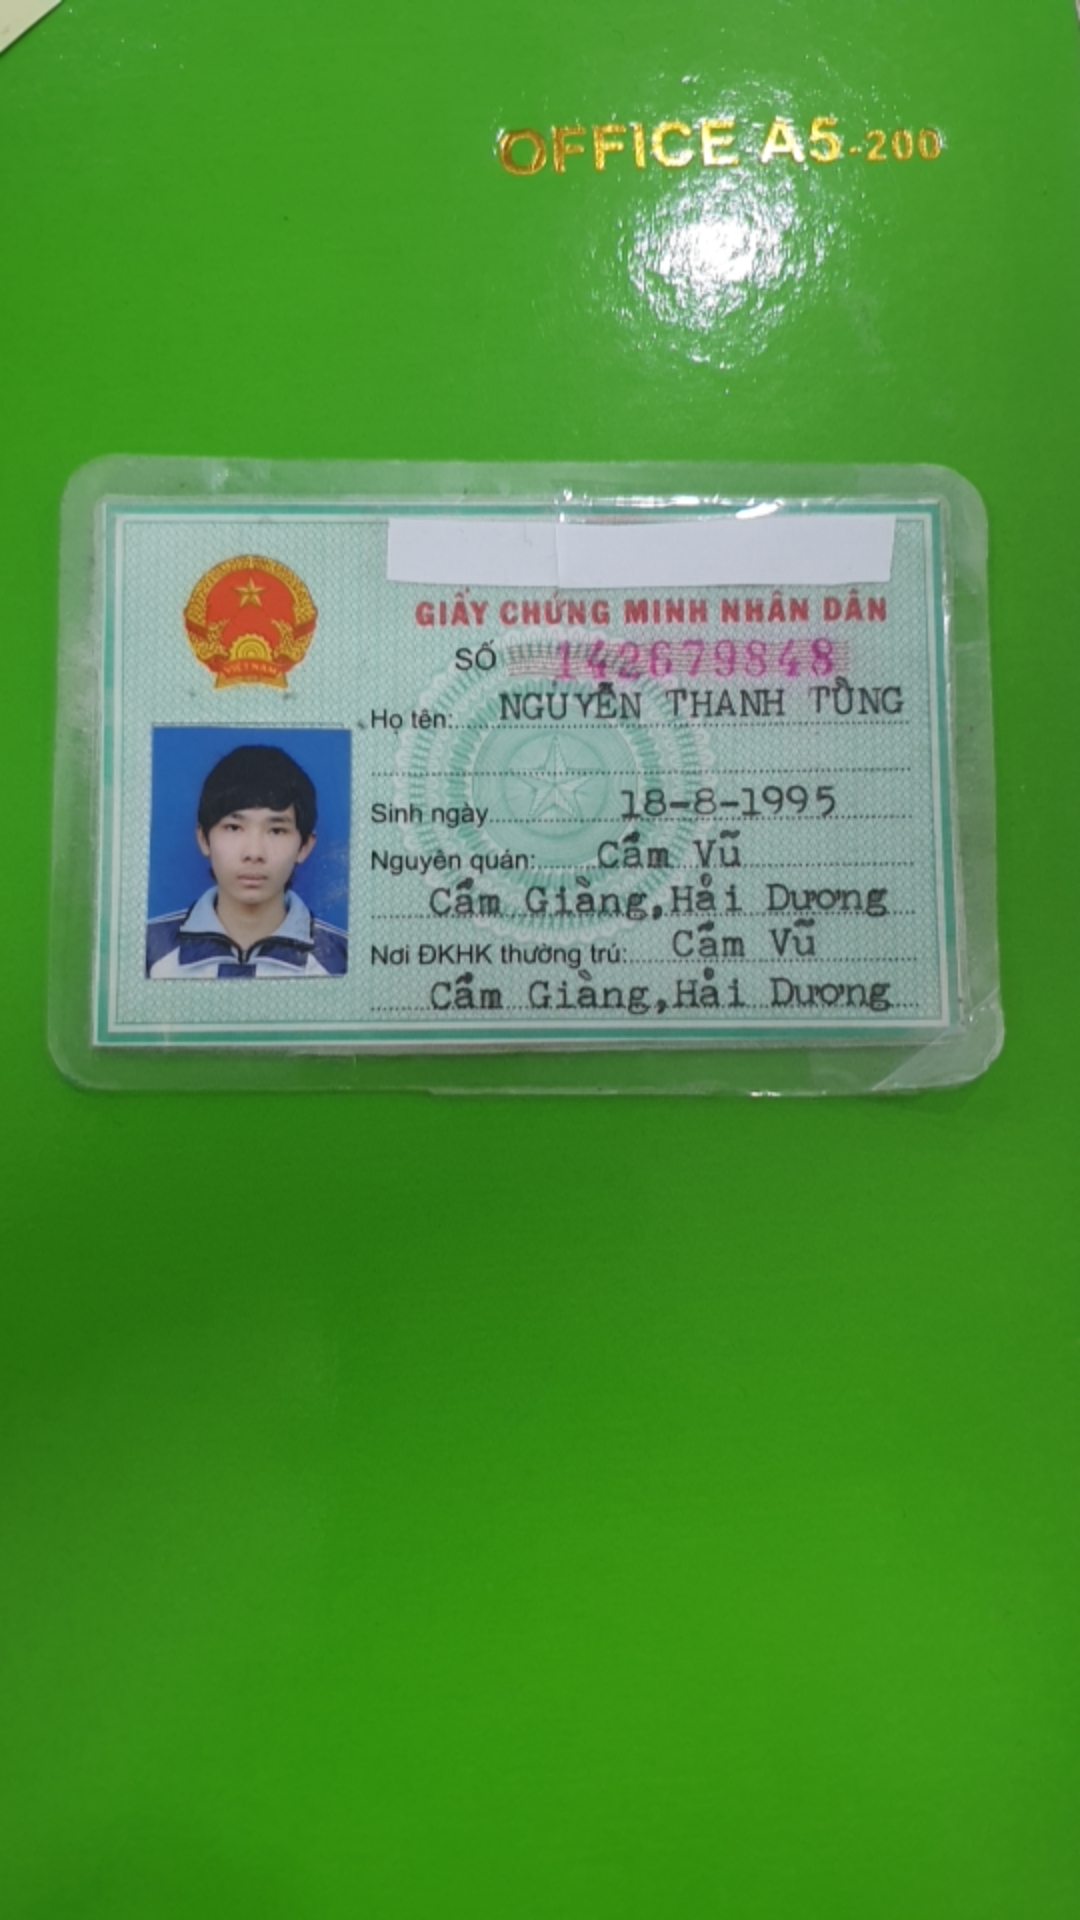 OFFICE A5-200
GIẤY CHỨNG MINH NHÂN DÂN
SỐ 142679848
Họ tên: NGUYỄN THANH TÙNG
Sinh ngày 18-8-1995
Nguyên quán: Cẩm Vũ
Cẩm Giàng, Hải Dương
Nơi ĐKHK thường trú: Cẩm Vũ
Cẩm Giàng, Hải Dương
VIỆT NAM